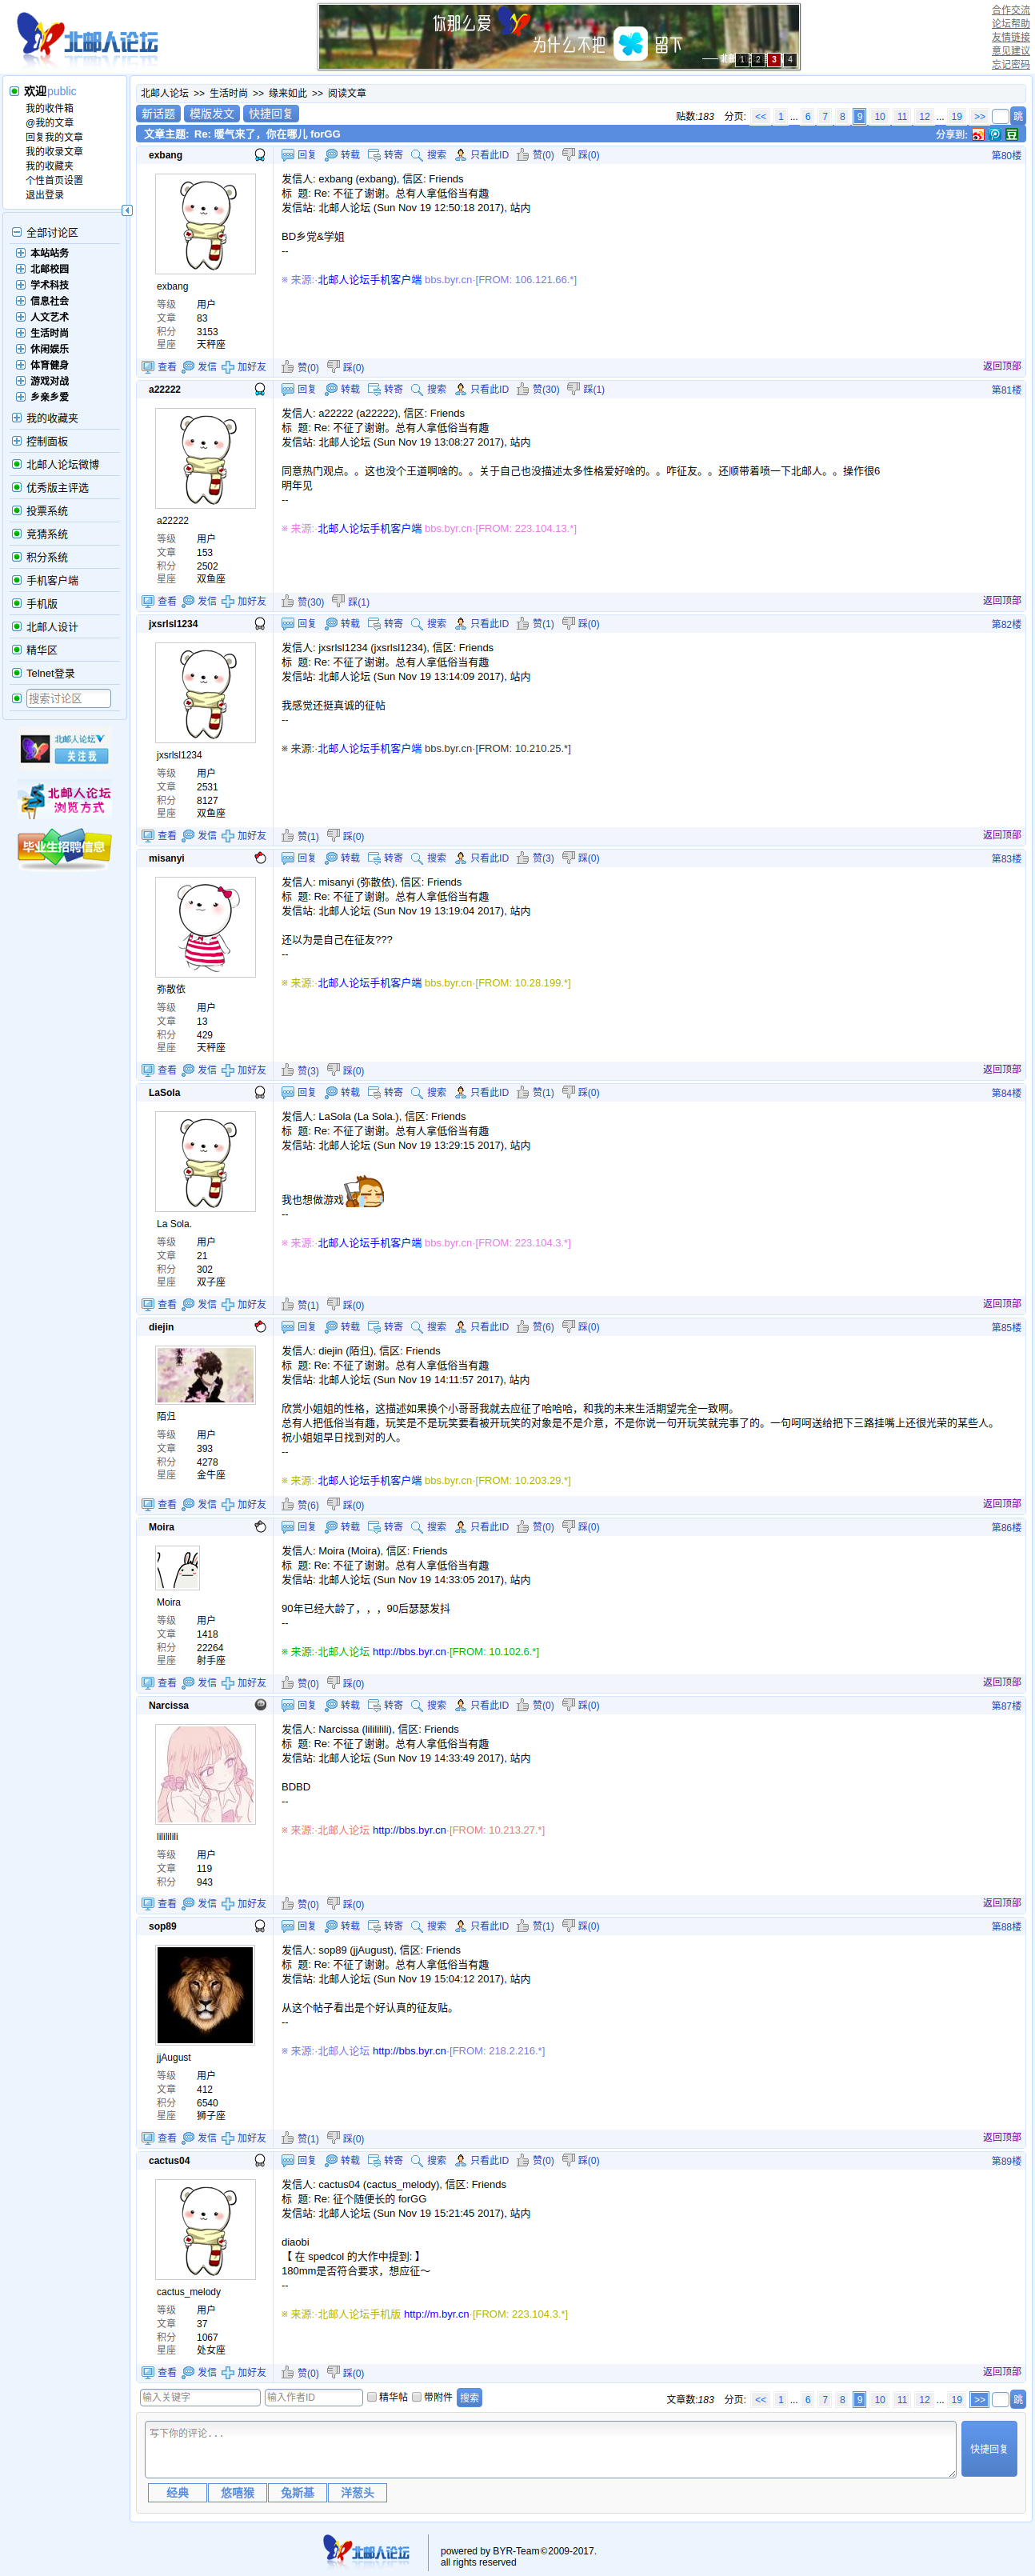 北邮人论坛
你那么爱
为什么不把 留下
1 2 3 4
合作交流
论坛帮助
友情链接
意见建议
忘记密码
欢迎public
我的收件箱
@我的文章
回复我的文章
我的收录文章
我的收藏夹
个性首页设置
退出登录
全部讨论区
本站站务
北邮校园
学术科技
信息社会
人文艺术
生活时尚
休闲娱乐
体育健身
游戏对战
乡亲乡爱
我的收藏夹
控制面板
北邮人论坛微博
优秀版主评选
投票系统
竞猜系统
积分系统
手机客户端
手机版
北邮人设计
精华区
Telnet登录
搜索讨论区
北邮人论坛
关注我
北邮人论坛
浏览方式
毕业生招聘信息
北邮人论坛 >> 生活时尚 >> 缘来如此 >> 阅读文章
新话题 模版发文 快捷回复
贴数:183 分页: << 1 ... 6 7 8 9 10 11 12 ... 19 >> 跳
文章主题: Re: 暖气来了，你在哪儿 forGG 分享到:
exbang 回复 转载 转寄 搜索 只看此ID 赞(0) 踩(0) 第80楼
发信人: exbang (exbang), 信区: Friends
标 题: Re: 不征了谢谢。总有人拿低俗当有趣
发信站: 北邮人论坛 (Sun Nov 19 12:50:18 2017), 站内
BD乡党&学姐
--
※ 来源:·北邮人论坛手机客户端 bbs.byr.cn·[FROM: 106.121.66.*]
exbang
等级 用户
文章 83
积分 3153
星座 天秤座
查看 发信 加好友 赞(0) 踩(0) 返回顶部
a22222 回复 转载 转寄 搜索 只看此ID 赞(30) 踩(1) 第81楼
发信人: a22222 (a22222), 信区: Friends
标 题: Re: 不征了谢谢。总有人拿低俗当有趣
发信站: 北邮人论坛 (Sun Nov 19 13:08:27 2017), 站内
同意热门观点。。这也没个王道啊啥的。。关于自己也没描述太多性格爱好啥的。。咋征友。。还顺带着喷一下北邮人。。操作很6
明年见
--
※ 来源:·北邮人论坛手机客户端 bbs.byr.cn·[FROM: 223.104.13.*]
a22222
等级 用户
文章 153
积分 2502
星座 双鱼座
查看 发信 加好友 赞(30) 踩(1) 返回顶部
jxsrlsl1234 回复 转载 转寄 搜索 只看此ID 赞(1) 踩(0) 第82楼
发信人: jxsrlsl1234 (jxsrlsl1234), 信区: Friends
标 题: Re: 不征了谢谢。总有人拿低俗当有趣
发信站: 北邮人论坛 (Sun Nov 19 13:14:09 2017), 站内
我感觉还挺真诚的征帖
--
※ 来源:·北邮人论坛手机客户端 bbs.byr.cn·[FROM: 10.210.25.*]
jxsrlsl1234
等级 用户
文章 2531
积分 8127
星座 双鱼座
查看 发信 加好友 赞(1) 踩(0) 返回顶部
misanyi 回复 转载 转寄 搜索 只看此ID 赞(3) 踩(0) 第83楼
发信人: misanyi (弥散依), 信区: Friends
标 题: Re: 不征了谢谢。总有人拿低俗当有趣
发信站: 北邮人论坛 (Sun Nov 19 13:19:04 2017), 站内
还以为是自己在征友???
--
※ 来源:·北邮人论坛手机客户端 bbs.byr.cn·[FROM: 10.28.199.*]
弥散依
等级 用户
文章 13
积分 429
星座 天秤座
查看 发信 加好友 赞(3) 踩(0) 返回顶部
LaSola 回复 转载 转寄 搜索 只看此ID 赞(1) 踩(0) 第84楼
发信人: LaSola (La Sola.), 信区: Friends
标 题: Re: 不征了谢谢。总有人拿低俗当有趣
发信站: 北邮人论坛 (Sun Nov 19 13:29:15 2017), 站内
我也想做游戏
--
※ 来源:·北邮人论坛手机客户端 bbs.byr.cn·[FROM: 223.104.3.*]
La Sola.
等级 用户
文章 21
积分 302
星座 双子座
查看 发信 加好友 赞(1) 踩(0) 返回顶部
diejin 回复 转载 转寄 搜索 只看此ID 赞(6) 踩(0) 第85楼
发信人: diejin (陌归), 信区: Friends
标 题: Re: 不征了谢谢。总有人拿低俗当有趣
发信站: 北邮人论坛 (Sun Nov 19 14:11:57 2017), 站内
欣赏小姐姐的性格，这描述如果换个小哥哥我就去应征了哈哈哈，和我的未来生活期望完全一致啊。
总有人把低俗当有趣，玩笑是不是玩笑要看被开玩笑的对象是不是介意，不是你说一句开玩笑就完事了的。一句呵呵送给把下三路挂嘴上还很光荣的某些人。
祝小姐姐早日找到对的人。
--
※ 来源:·北邮人论坛手机客户端 bbs.byr.cn·[FROM: 10.203.29.*]
陌归
等级 用户
文章 393
积分 4278
星座 金牛座
查看 发信 加好友 赞(6) 踩(0) 返回顶部
Moira 回复 转载 转寄 搜索 只看此ID 赞(0) 踩(0) 第86楼
发信人: Moira (Moira), 信区: Friends
标 题: Re: 不征了谢谢。总有人拿低俗当有趣
发信站: 北邮人论坛 (Sun Nov 19 14:33:05 2017), 站内
90年已经大龄了，，，90后瑟瑟发抖
--
※ 来源:·北邮人论坛 http://bbs.byr.cn·[FROM: 10.102.6.*]
Moira
等级 用户
文章 1418
积分 22264
星座 射手座
查看 发信 加好友 赞(0) 踩(0) 返回顶部
Narcissa 回复 转载 转寄 搜索 只看此ID 赞(0) 踩(0) 第87楼
发信人: Narcissa (lilililili), 信区: Friends
标 题: Re: 不征了谢谢。总有人拿低俗当有趣
发信站: 北邮人论坛 (Sun Nov 19 14:33:49 2017), 站内
BDBD
--
※ 来源:·北邮人论坛 http://bbs.byr.cn·[FROM: 10.213.27.*]
lililililі
等级 用户
文章 119
积分 943
查看 发信 加好友 赞(0) 踩(0) 返回顶部
sop89 回复 转载 转寄 搜索 只看此ID 赞(1) 踩(0) 第88楼
发信人: sop89 (jjAugust), 信区: Friends
标 题: Re: 不征了谢谢。总有人拿低俗当有趣
发信站: 北邮人论坛 (Sun Nov 19 15:04:12 2017), 站内
从这个帖子看出是个好认真的征友贴。
--
※ 来源:·北邮人论坛 http://bbs.byr.cn·[FROM: 218.2.216.*]
jjAugust
等级 用户
文章 412
积分 6540
星座 狮子座
查看 发信 加好友 赞(1) 踩(0) 返回顶部
cactus04 回复 转载 转寄 搜索 只看此ID 赞(0) 踩(0) 第89楼
发信人: cactus04 (cactus_melody), 信区: Friends
标 题: Re: 征个随便长的 forGG
发信站: 北邮人论坛 (Sun Nov 19 15:21:45 2017), 站内
diaobi
【 在 spedcol 的大作中提到: 】
180mm是否符合要求，想应征～
--
※ 来源:·北邮人论坛手机版 http://m.byr.cn·[FROM: 223.104.3.*]
cactus_melody
等级 用户
文章 37
积分 1067
星座 处女座
查看 发信 加好友 赞(0) 踩(0) 返回顶部
输入关键字 输入作者ID 精华帖 带附件 搜索
文章数:183 分页: << 1 ... 6 7 8 9 10 11 12 ... 19 >> 跳
写下你的评论...
快捷回复
经典 悠嘻猴 兔斯基 洋葱头
北邮人论坛
powered by BYR-Team©2009-2017.
all rights reserved